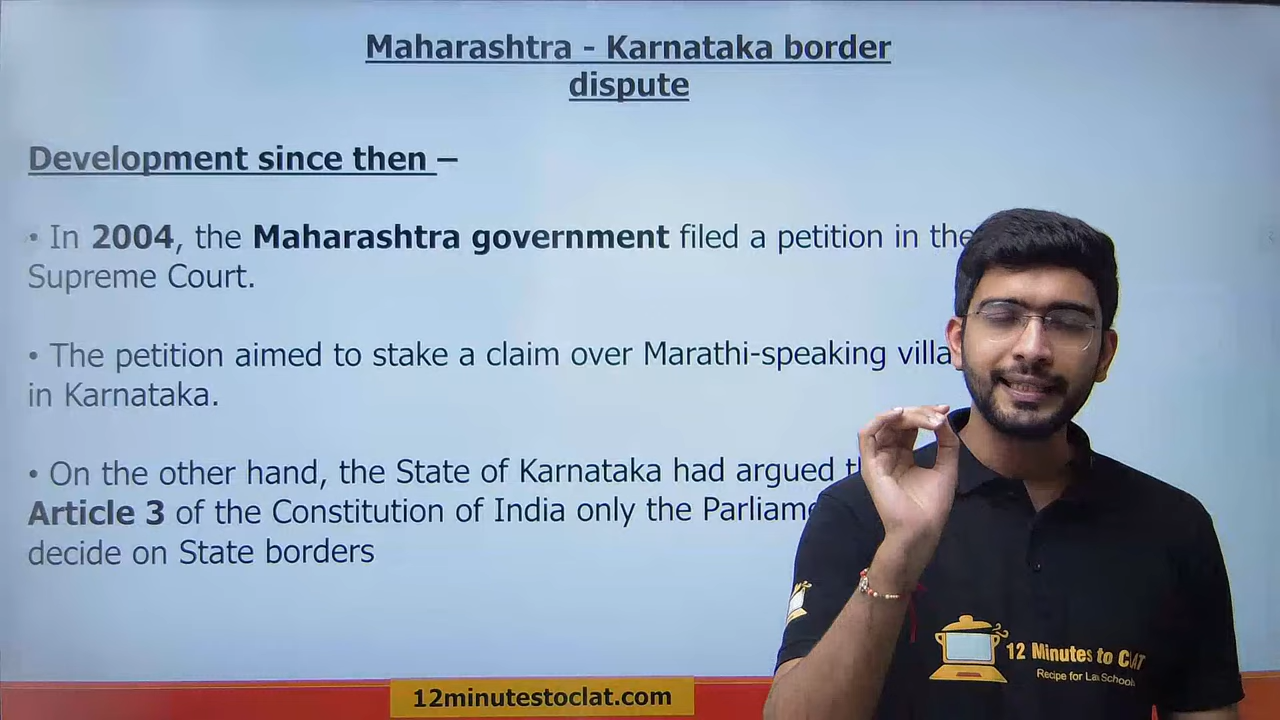 Maharashtra - Karnataka border
dispute
Development since then –
• In 2004, the Maharashtra government filed a petition in the
Supreme Court.
• The petition aimed to stake a claim over Marathi-speaking
in Karnataka.
• On the other hand, the State of Karnataka had argued
Article 3 of the Constitution of India only the
decide on State borders
12 Minutes to CLAT
Recipe for Law Schools
12minutestoclat.com